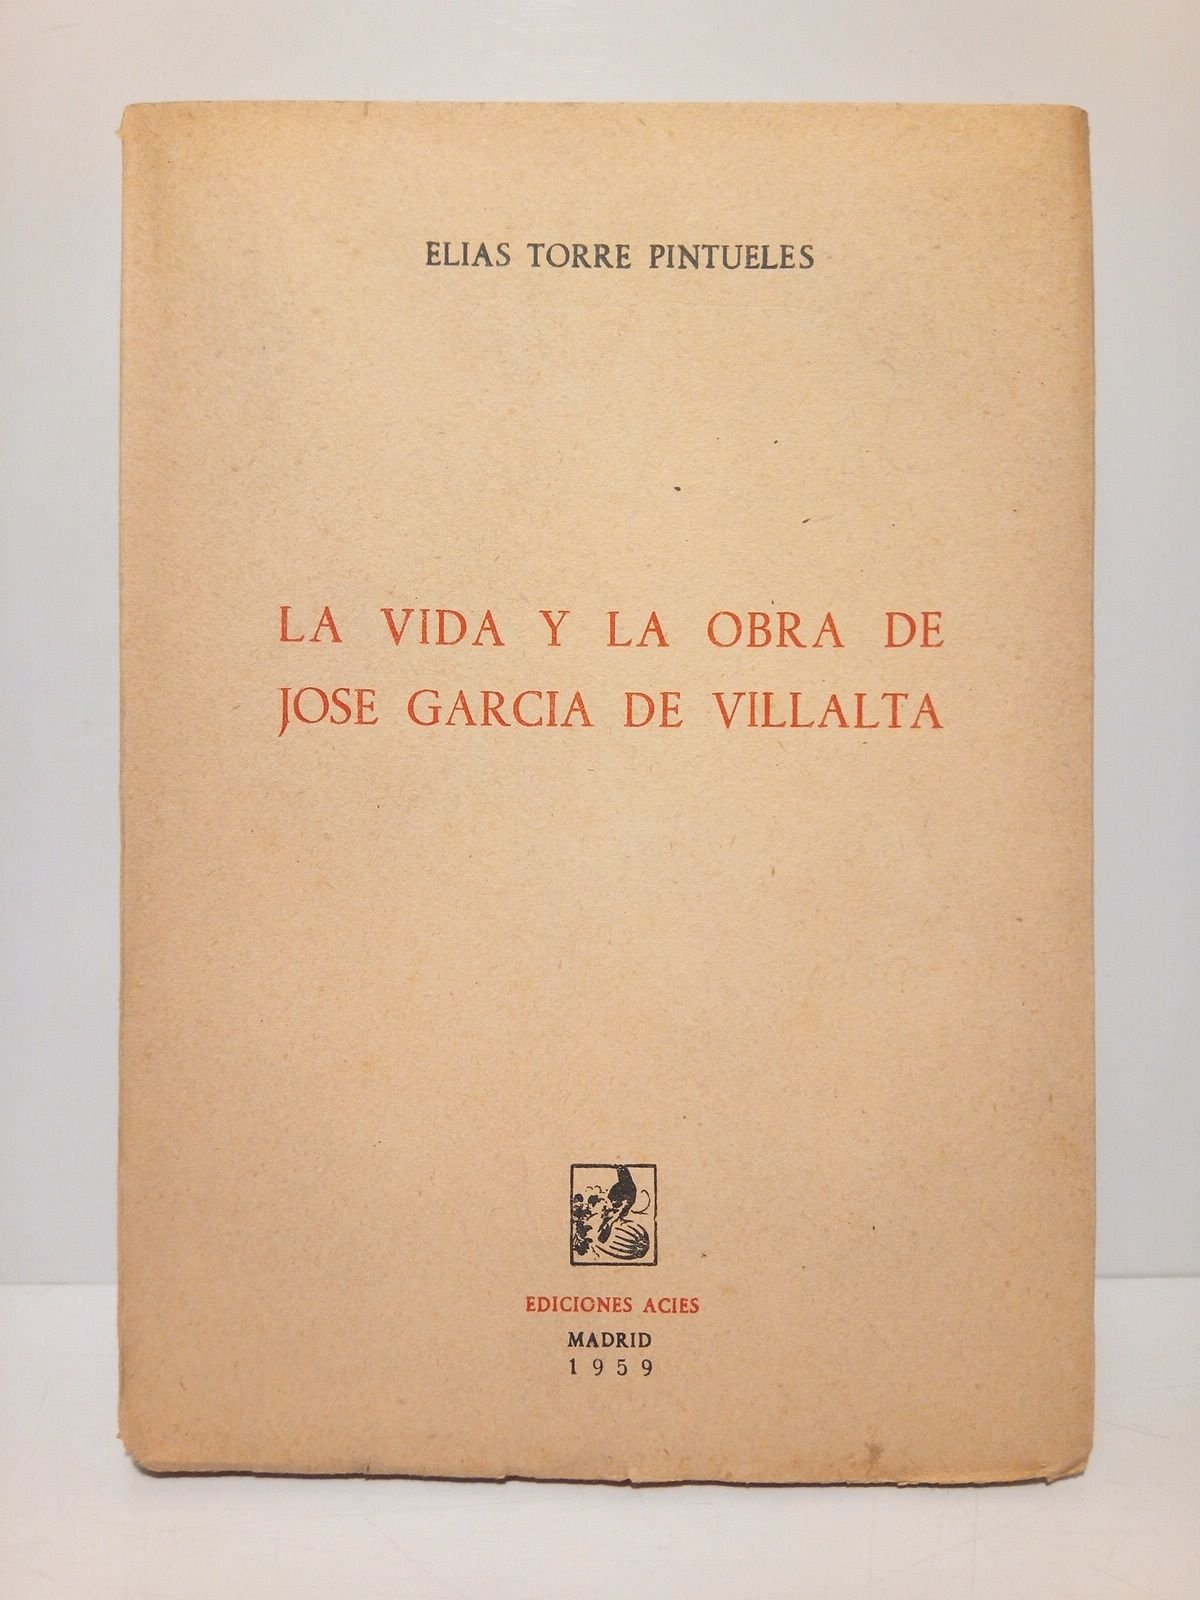 ELIAS TORRE PINTUELES
LA VIDA Y LA OBRA DE
JOSE GARCIA DE VILLALTA
EDICIONES ACIES
MADRID
1959